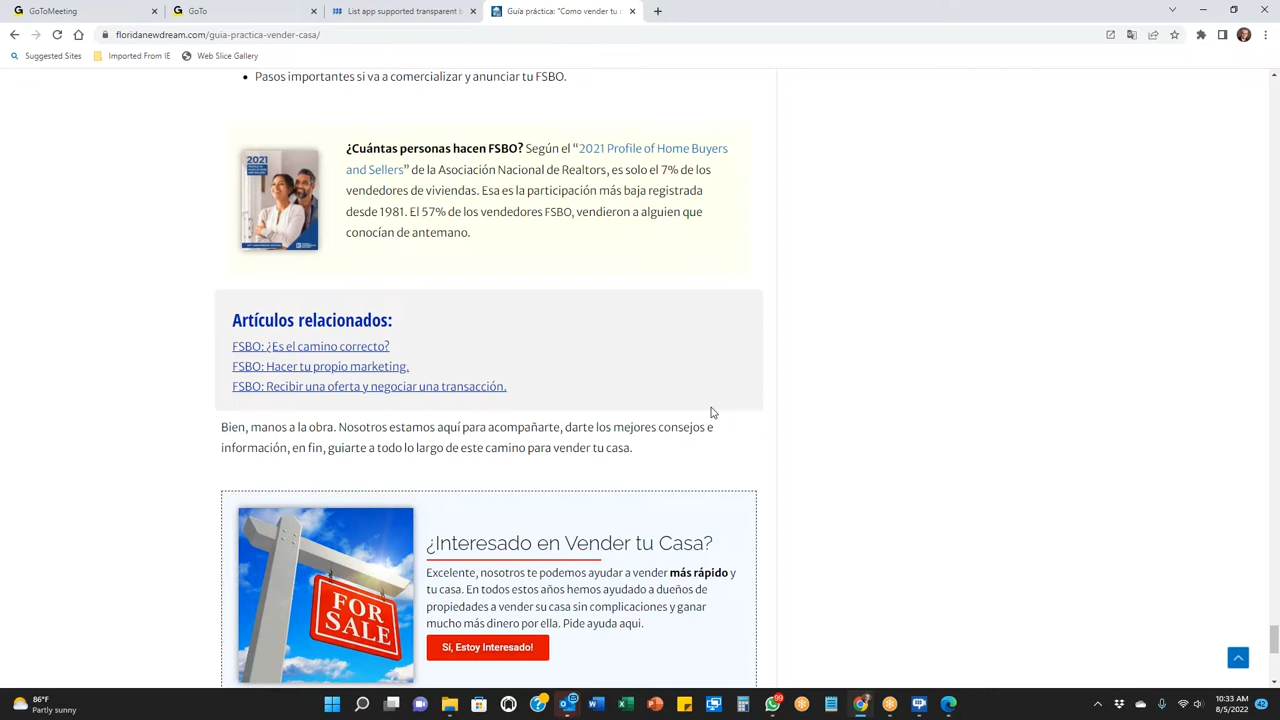 GoToMeeting
GoTo
List app supported transparent b
Guía práctica: "Como vender tu c
floridanewdream.com/guia-practica-vender-casa/
Suggested Sites
Imported From IE
Web Slice Gallery
Pasos importantes si va a comercializar y anunciar tu FSBO.
2021
¿Cuántas personas hacen FSBO? Según el “2021 Profile of Home Buyers
and Sellers” de la Asociación Nacional de Realtors, es solo el 7% de los
vendedores de viviendas. Esa es la participación más baja registrada
desde 1981. El 57% de los vendedores FSBO, vendieron a alguien que
conocían de antemano.
Artículos relacionados:
FSBO: ¿Es el camino correcto?
FSBO: Hacer tu propio marketing.
FSBO: Recibir una oferta y negociar una transacción.
Bien, manos a la obra. Nosotros estamos aquí para acompañarte, darte los mejores consejos e
información, en fin, guiarte a todo lo largo de este camino para vender tu casa.
FOR
SALE
¿Interesado en Vender tu Casa?
Excelente, nosotros te podemos ayudar a vender más rápido y
tu casa. En todos estos años hemos ayudado a dueños de
propiedades a vender su casa sin complicaciones y ganar
mucho más dinero por ella. Pide ayuda aqui.
Sí, Estoy Interesado!
86°F
Partly sunny
99
10:33 AM
8/5/2022